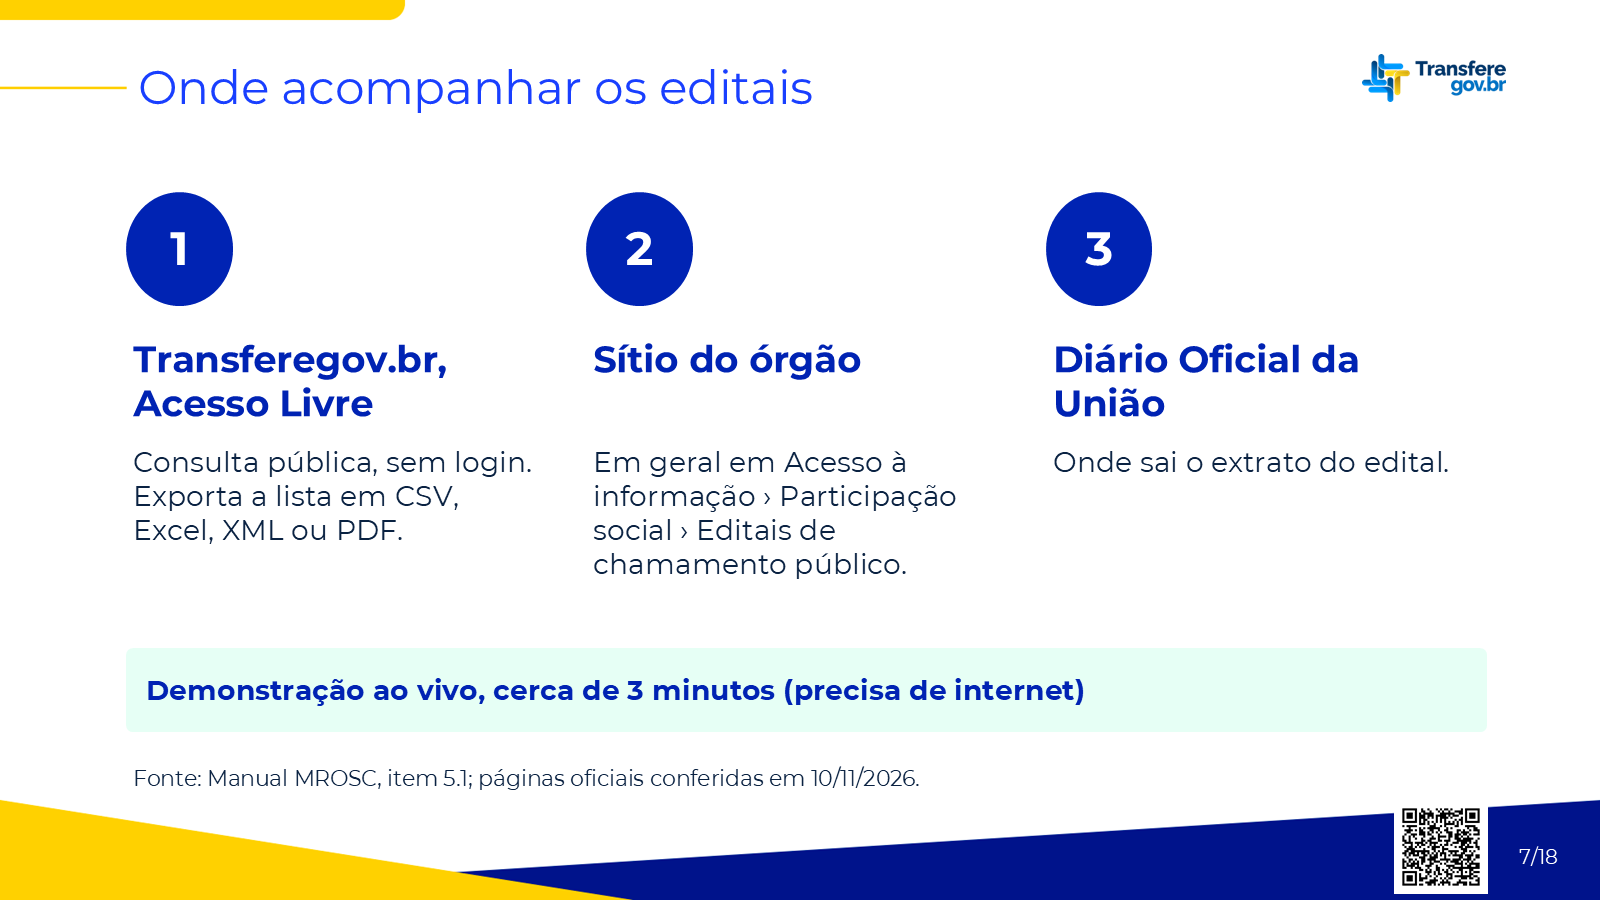 Onde acompanhar os editais
Transfere
gov.br
1
Transferegov.br,
Acesso Livre
Consulta pública, sem login.
Exporta a lista em CSV,
Excel, XML ou PDF.
2
Sítio do órgão
Em geral em Acesso à
informação › Participação
social › Editais de
chamamento público.
3
Diário Oficial da
União
Onde sai o extrato do edital.
Demonstração ao vivo, cerca de 3 minutos (precisa de internet)
Fonte: Manual MROSC, item 5.1; páginas oficiais conferidas em 10/11/2026.
7/18